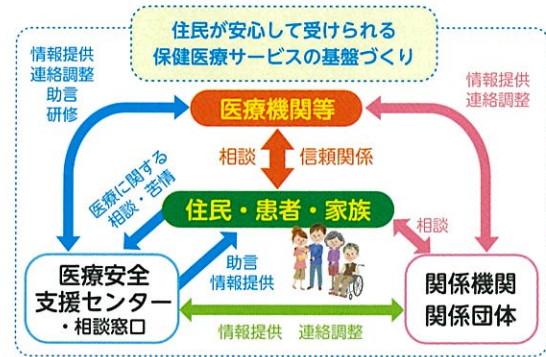 住民が安心して受けられる
保健医療サービスの基盤づくり
情報提供
連絡調整
助言
研修
情報提供
連絡調整
医療機関等
相談
信頼関係
医療に関する
相談・苦情
住民・患者・家族
相談
助言
情報提供
医療安全
支援センター
・相談窓口
関係機関
関係団体
情報提供 連絡調整